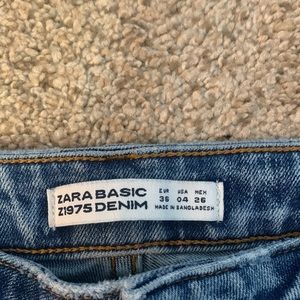 ZARA BASIC
Z1975 DENIM
EUR USA MEX
36 04 26
MADE IN BANGLADESH